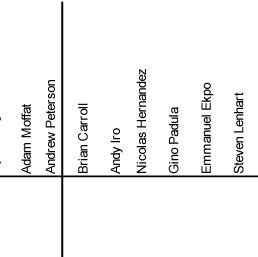 Adam Moffat
Andrew Peterson
Brian Carroll
Andy Iro
Nicolas Hernandez
Gino Padula
Emmanuel Ekpo
Steven Lenhart